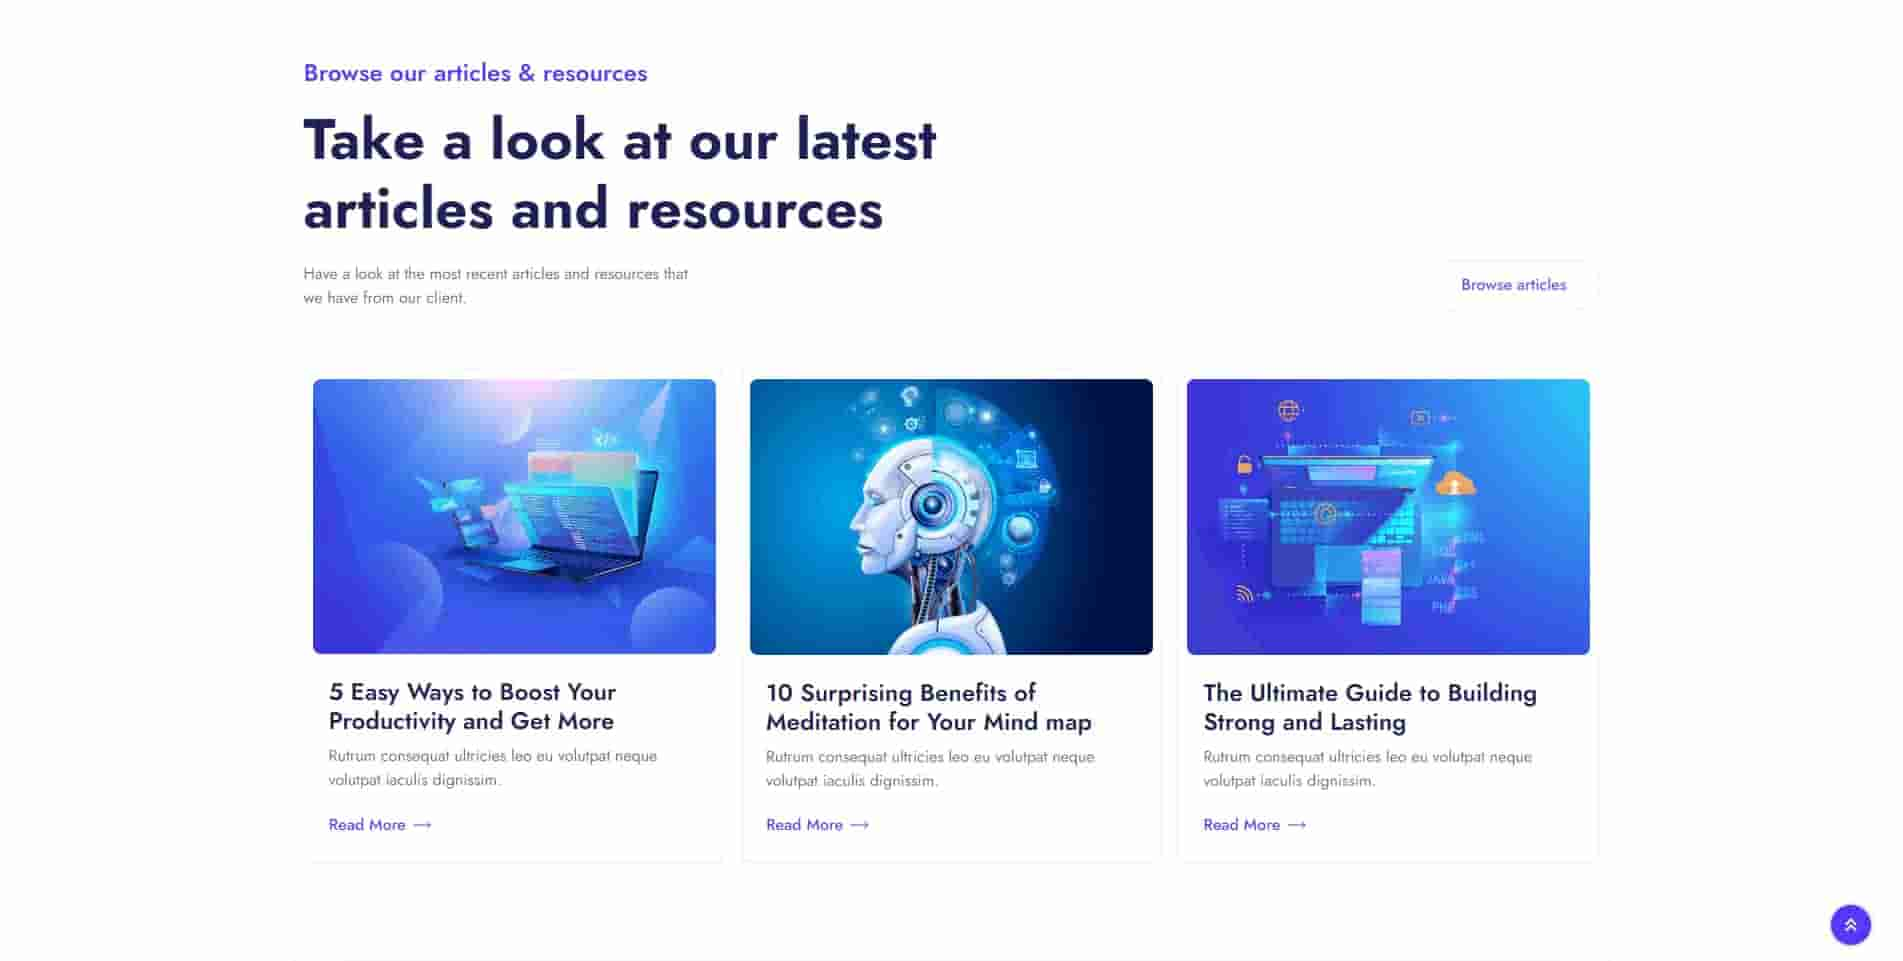 Browse our articles & resources
Take a look at our latest
articles and resources
Have a look at the most recent articles and resources that
we have from our client.
Browse articles
5 Easy Ways to Boost Your
Productivity and Get More
Rutrum consequat ultricies leo eu volutpat neque
volutpat iaculis dignissim.
Read More
10 Surprising Benefits of
Meditation for Your Mind map
Rutrum consequat ultricies leo eu volutpat neque
volutpat iaculis dignissim.
Read More
JAVA
PHP
The Ultimate Guide to Building
Strong and Lasting
Rutrum consequat ultricies leo eu volutpat neque
volutpat iaculis dignissim.
Read More